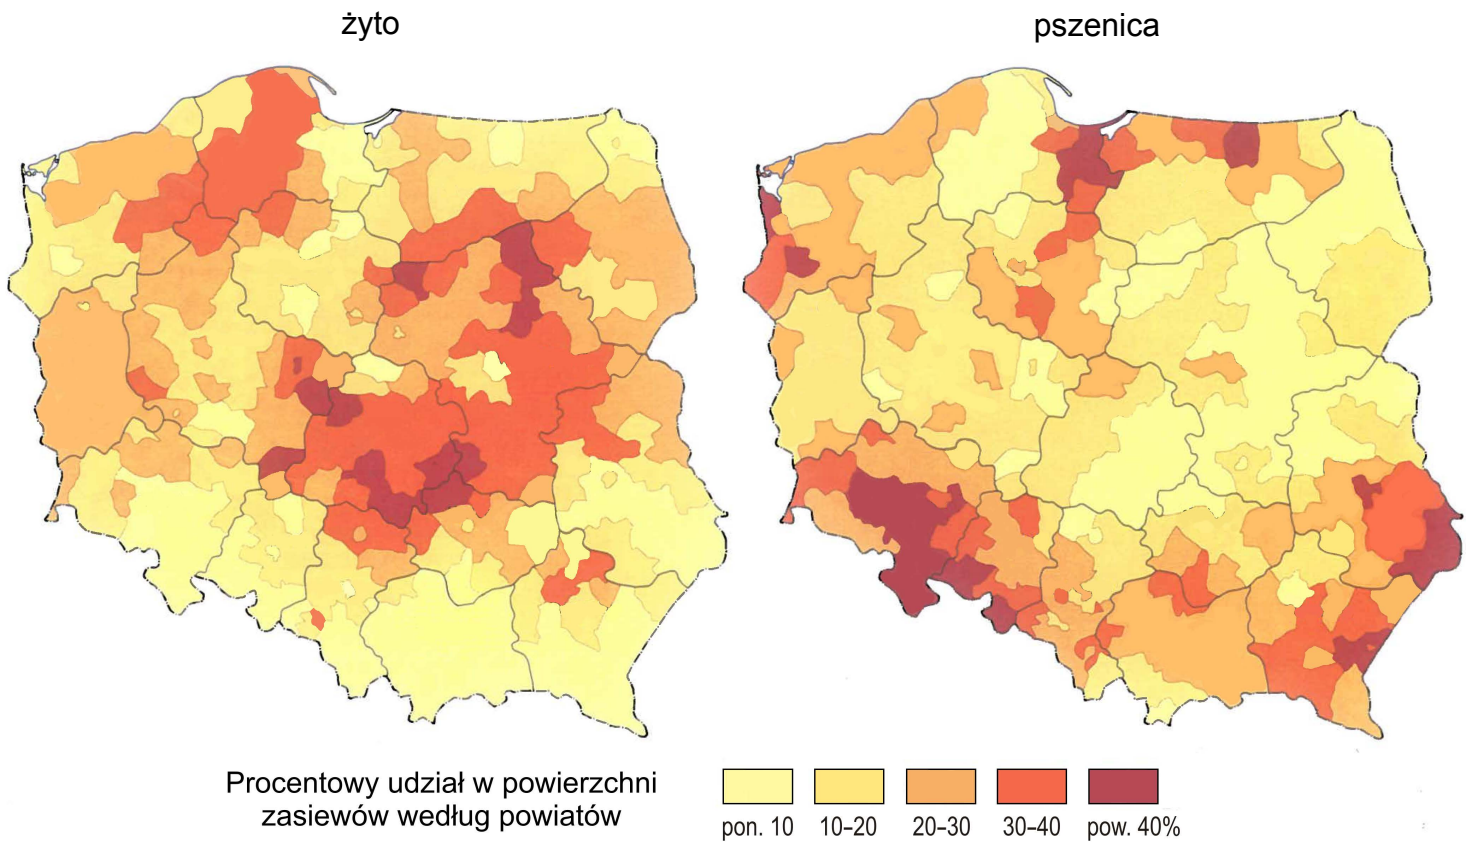 żyto
pszenica
Procentowy udział w powierzchni
zasiewów według powiatów
pon. 10
10–20
20–30
30–40
pow. 40%